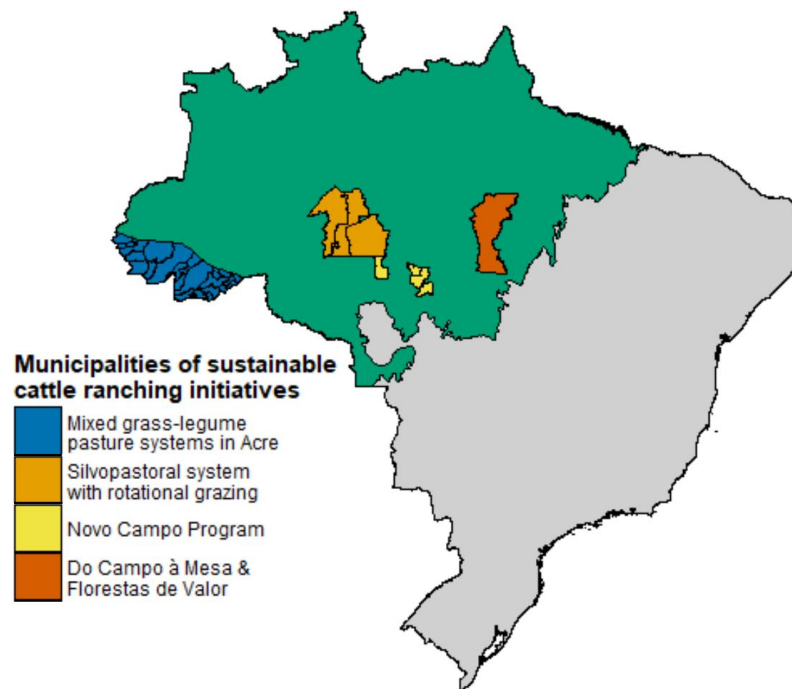 Municipalities of sustainable
cattle ranching initiatives
Mixed grass-legume
pasture systems in Acre
Silvopastoral system
with rotational grazing
Novo Campo Program
Do Campo à Mesa &
Florestas de Valor